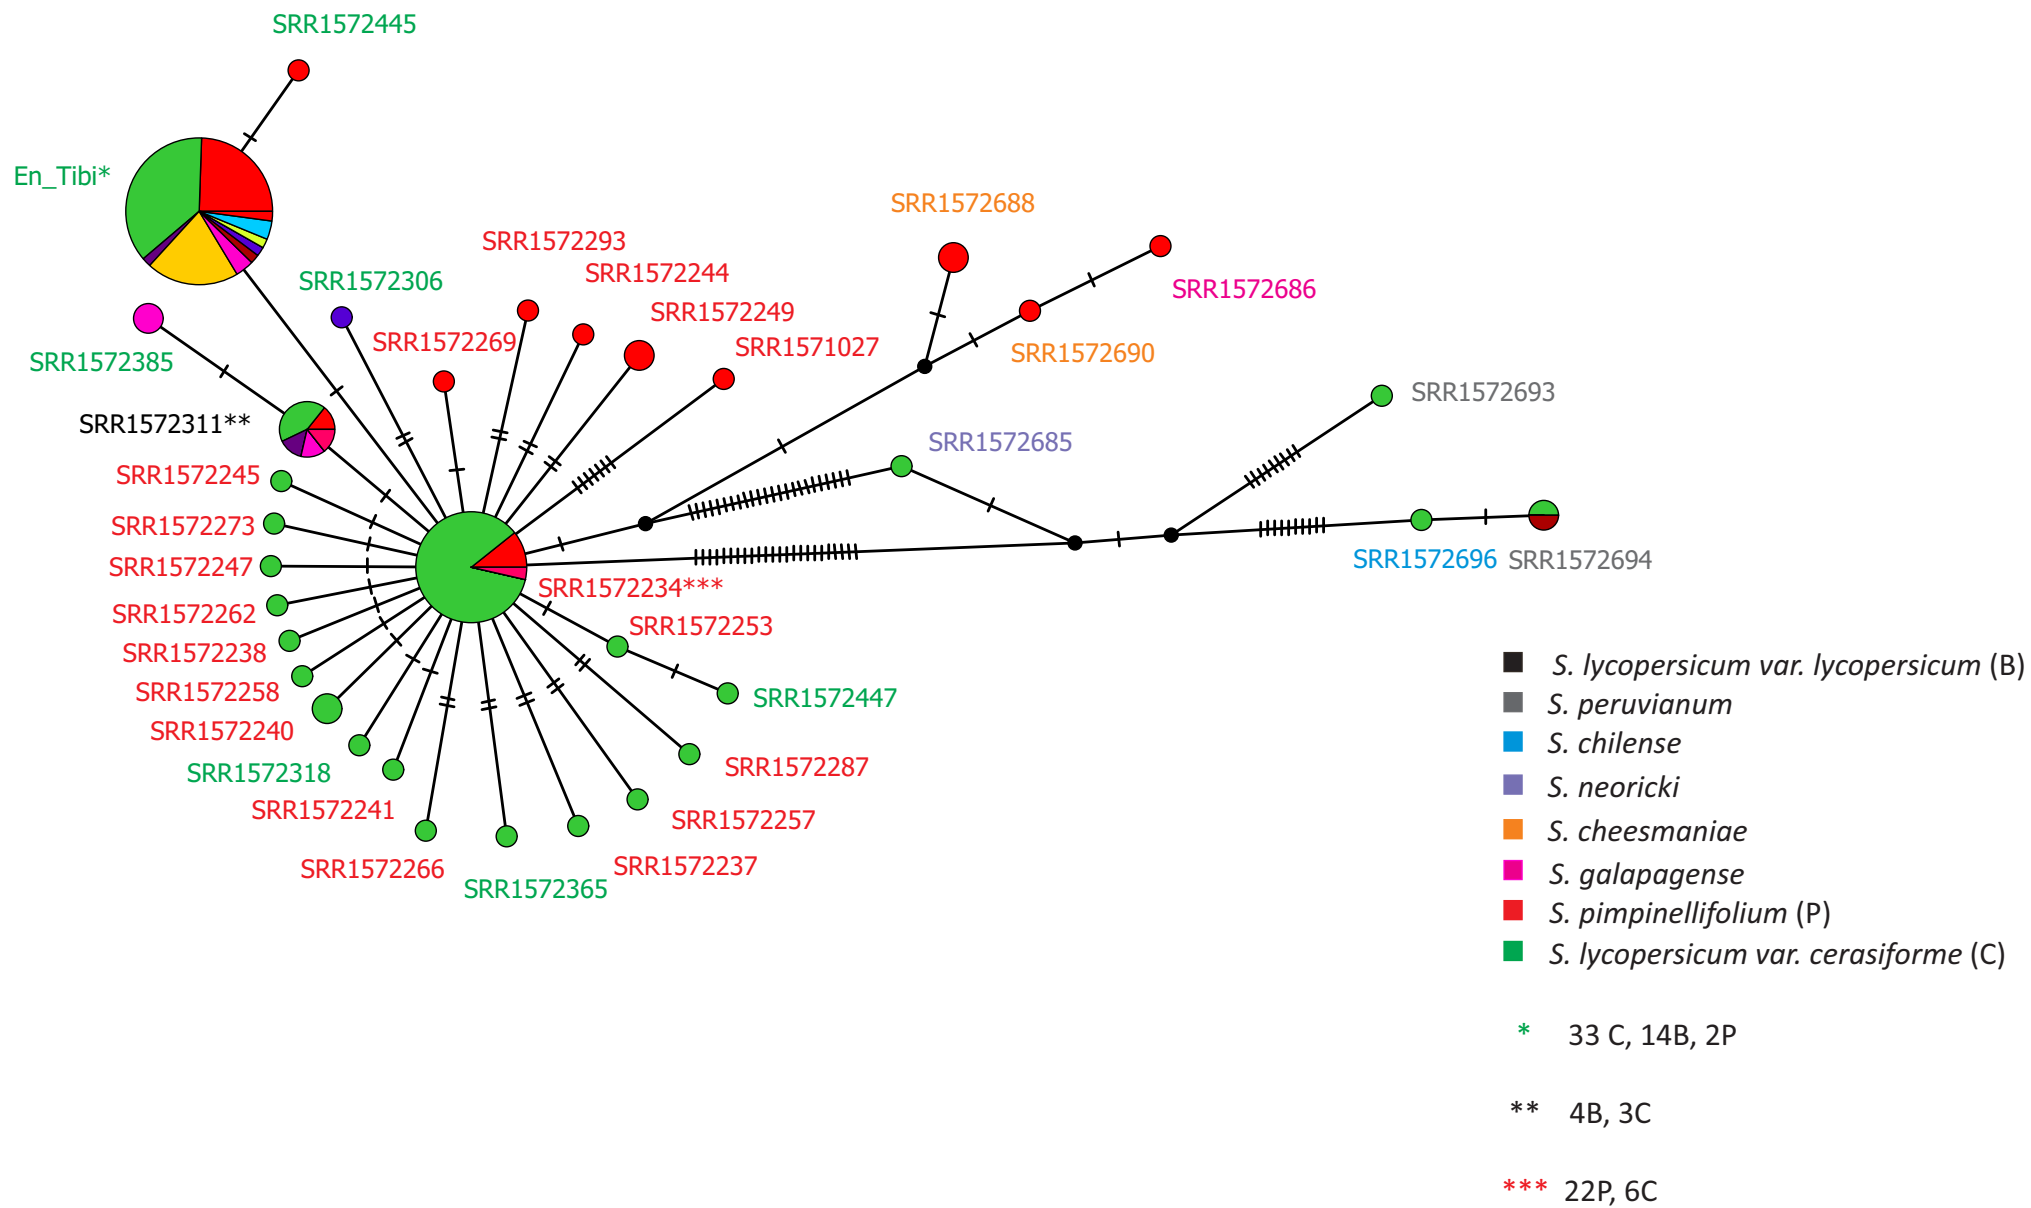 SRR1572445
En_Tibi*
SRR1572688
SRR1572293
SRR1572244
SRR1572306
SRR1572686
SRR1572249
SRR1572269
SRR1571027
SRR1572690
SRR1572385
SRR1572693
SRR1572311**
SRR1572685
SRR1572245
SRR1572273
SRR1572247
SRR1572696
SRR1572694
SRR1572234***
SRR1572262
SRR1572253
SRR1572238
SRR1572258
SRR1572447
SRR1572240
SRR1572318
SRR1572287
SRR1572241
SRR1572257
SRR1572266
SRR1572237
SRR1572365
S. lycopersicum var. lycopersicum (B)
S. peruvianum
S. chilense
S. neoricki
S. cheesmaniae
S. galapagense
S. pimpinellifolium (P)
S. lycopersicum var. cerasiforme (C)
* 33 C, 14B, 2P
** 4B, 3C
*** 22P, 6C